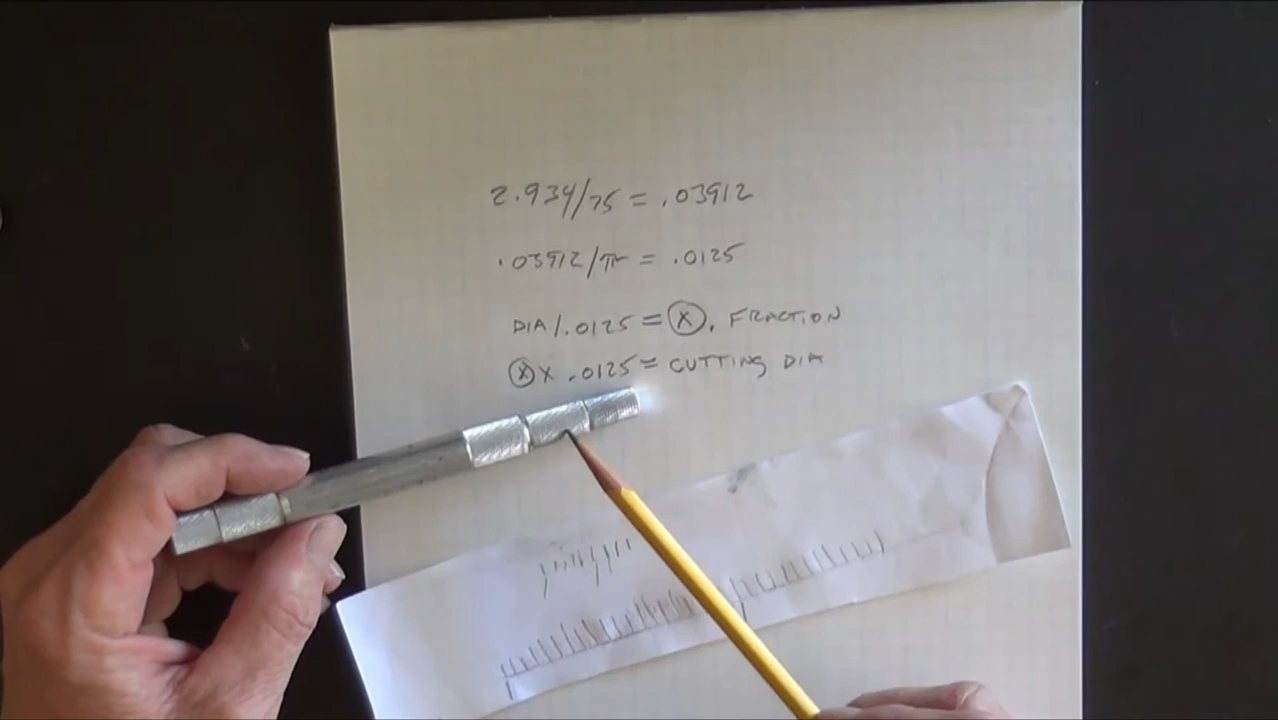 2.934/75 = .03912
.03912/π = .0125
DIA/.0125 = X . FRACTION
X x .0125 = CUTTING DIA